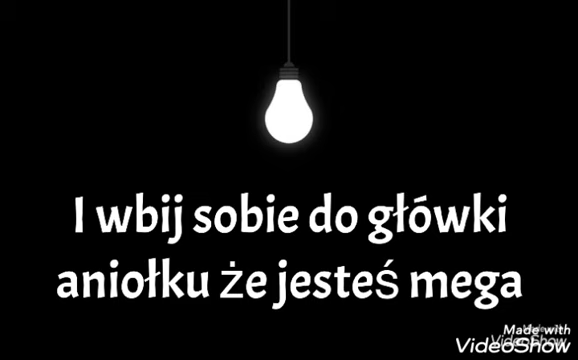 I wbij sobie do główki
aniołku że jesteś mega
Made with
VideoShow